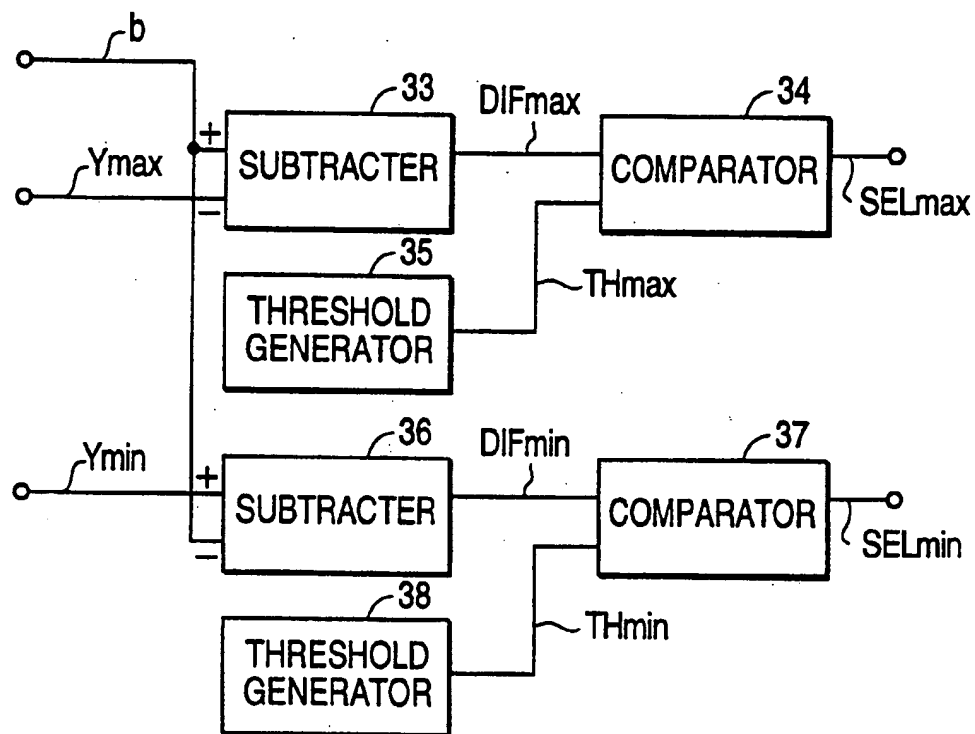 b
33
DIFmax
34
+
SUBTRACTER
COMPARATOR
Ymax
−
SELmax
35
THmax
THRESHOLD
GENERATOR
36
DIFmin
37
Ymin
+
SUBTRACTER
COMPARATOR
−
SELmin
38
THmin
THRESHOLD
GENERATOR